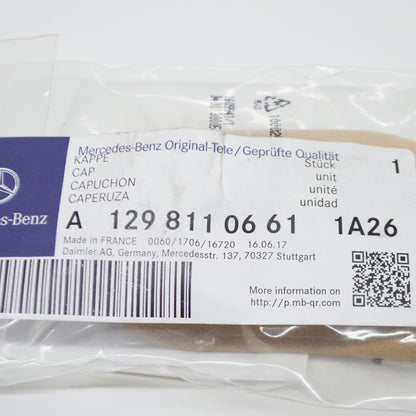 Mercedes-Benz Original-Teile/Geprüfte Qualität
KAPPE Stück 1
CAP unit
CAPUCHON unité
CAPERUZA unidad
des-Benz
A 129 811 06 61 1A26
Made in FRANCE 0060/1706/16720 16.06.17
Daimler AG, Germany, Mercedesstr. 137, 70327 Stuttgart
More information on
http://p.mb-qr.com/